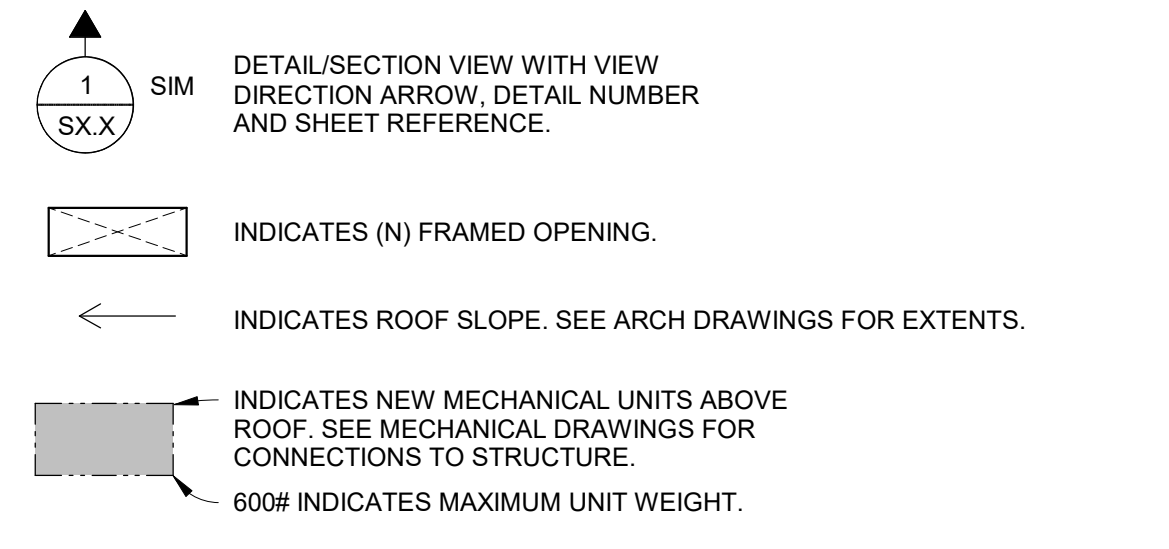 1
SX.X
SIM
DETAIL/SECTION VIEW WITH VIEW
DIRECTION ARROW, DETAIL NUMBER
AND SHEET REFERENCE.
INDICATES (N) FRAMED OPENING.
INDICATES ROOF SLOPE. SEE ARCH DRAWINGS FOR EXTENTS.
INDICATES NEW MECHANICAL UNITS ABOVE
ROOF. SEE MECHANICAL DRAWINGS FOR
CONNECTIONS TO STRUCTURE.
600# INDICATES MAXIMUM UNIT WEIGHT.